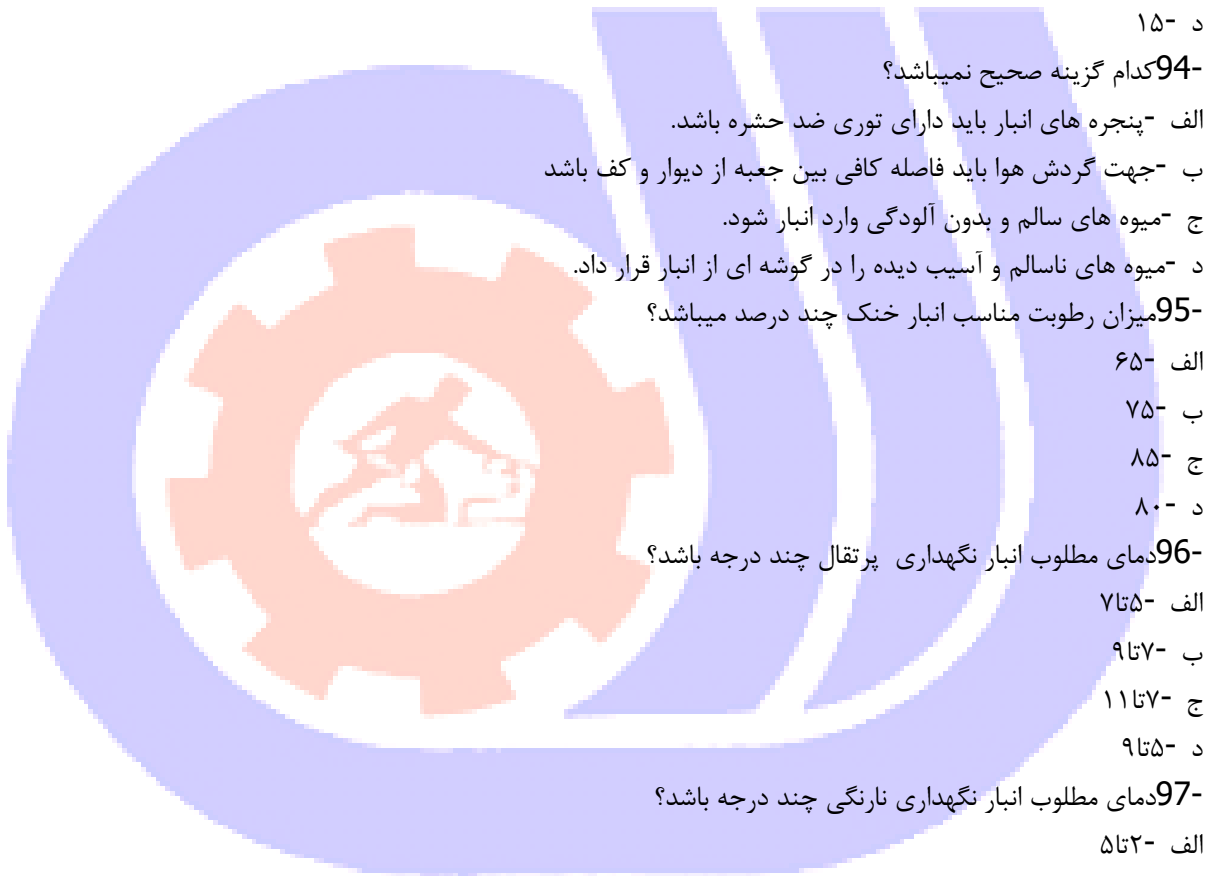 د -۱۵
-94کدام گزینه صحیح نمیباشد؟
الف -پنجره های انبار باید دارای توری ضد حشره باشد.
ب -جهت گردش هوا باید فاصله کافی بین جعبه از دیوار و کف باشد
ج -میوه های سالم و بدون آلودگی وارد انبار شود.
د -میوه های ناسالم و آسیب دیده را در گوشه ای از انبار قرار داد.
-95میزان رطوبت مناسب انبار خنک چند درصد میباشد؟
الف -۶۵
ب -۷۵
ج -۸۵
د -۸۰
-96دمای مطلوب انبار نگهداری پرتقال چند درجه باشد؟
الف -۵تا۷
ب -۷تا۹
ج -۷تا۱۱
د -۵تا۹
-97دمای مطلوب انبار نگهداری نارنگی چند درجه باشد؟
الف -۲تا۵